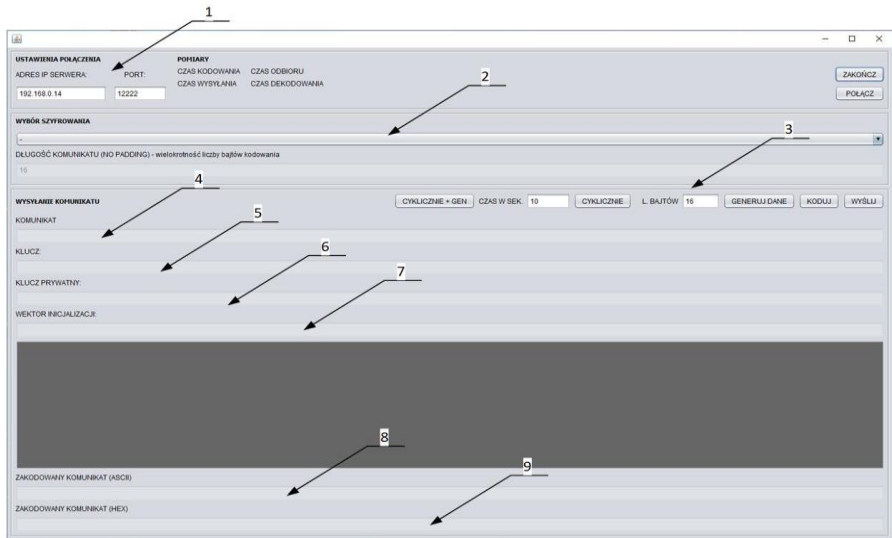 1
USTAWIENIA POŁĄCZENIA
POMIARY
ADRES IP SERWERA:
PORT:
CZAS KODOWANIA
CZAS ODBIORU
CZAS WYSYŁANIA
CZAS DEKODOWANIA
192.168.0.14
12222
ZAKOŃCZ
POŁĄCZ
2
WYBÓR SZYFROWANIA
-
3
DŁUGOŚĆ KOMUNIKATU (NO PADDING) - wielokrotność liczby bajtów kodowania
16
4
WYSYŁANIE KOMUNIKATU
CYKLICZNIE + GEN
CZAS W SEK.
10
CYKLICZNIE
L. BAJTÓW
16
GENERUJ DANE
KODUJ
WYŚLIJ
5
KOMUNIKAT
6
KLUCZ:
7
KLUCZ PRYWATNY:
WEKTOR INICJALIZACJI:
8
9
ZAKODOWANY KOMUNIKAT (ASCII)
ZAKODOWANY KOMUNIKAT (HEX)